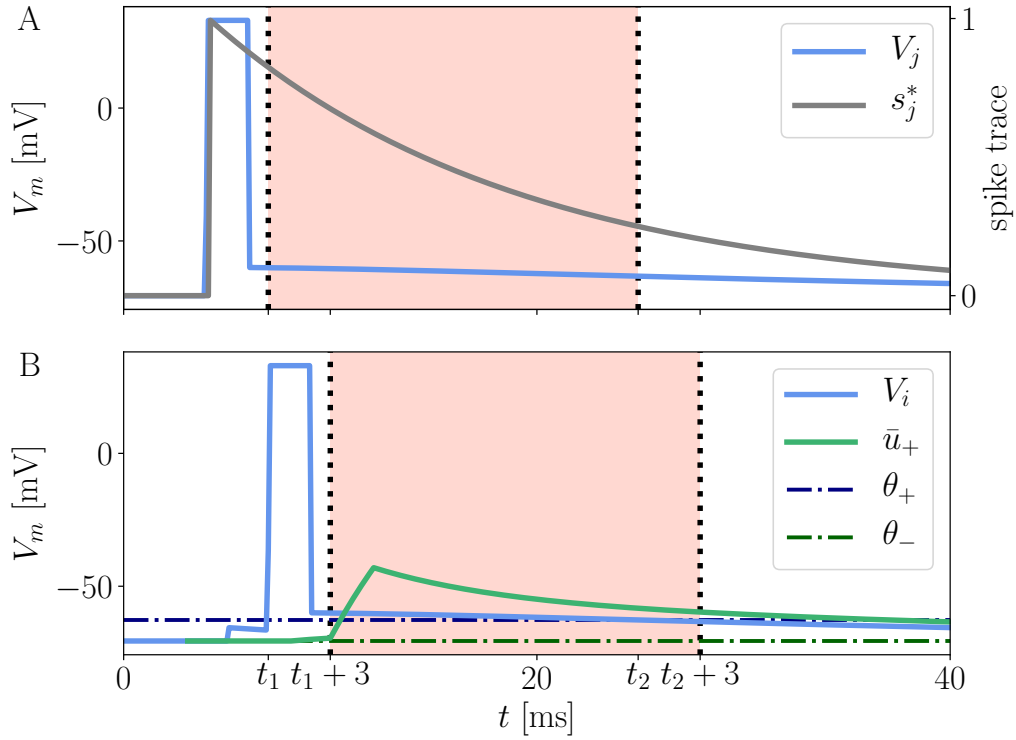 A
V_m [mV]
0
−50
V_j
s_j^*
1
0
spike trace
B
V_m [mV]
0
−50
V_i
ū_+
θ_+
θ_−
0
t_1
t_1 + 3
20
t_2
t_2 + 3
40
t [ms]